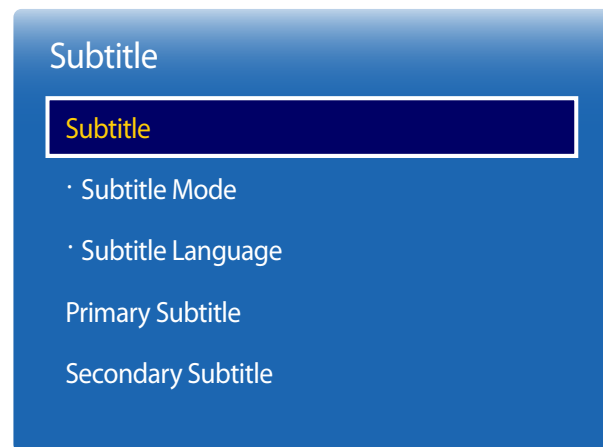 Subtitle
Subtitle
· Subtitle Mode
· Subtitle Language
Primary Subtitle
Secondary Subtitle